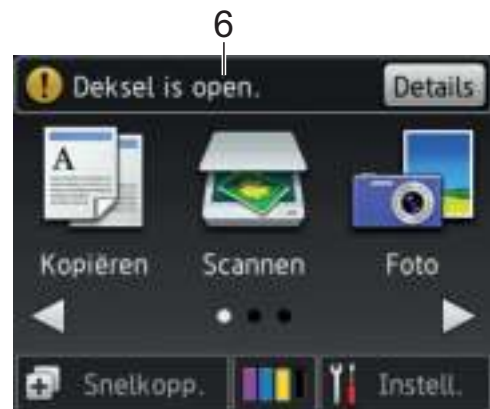 6
Deksel is open. Details
A
Kopiëren Scannen Foto
Snelkopp. Instell.